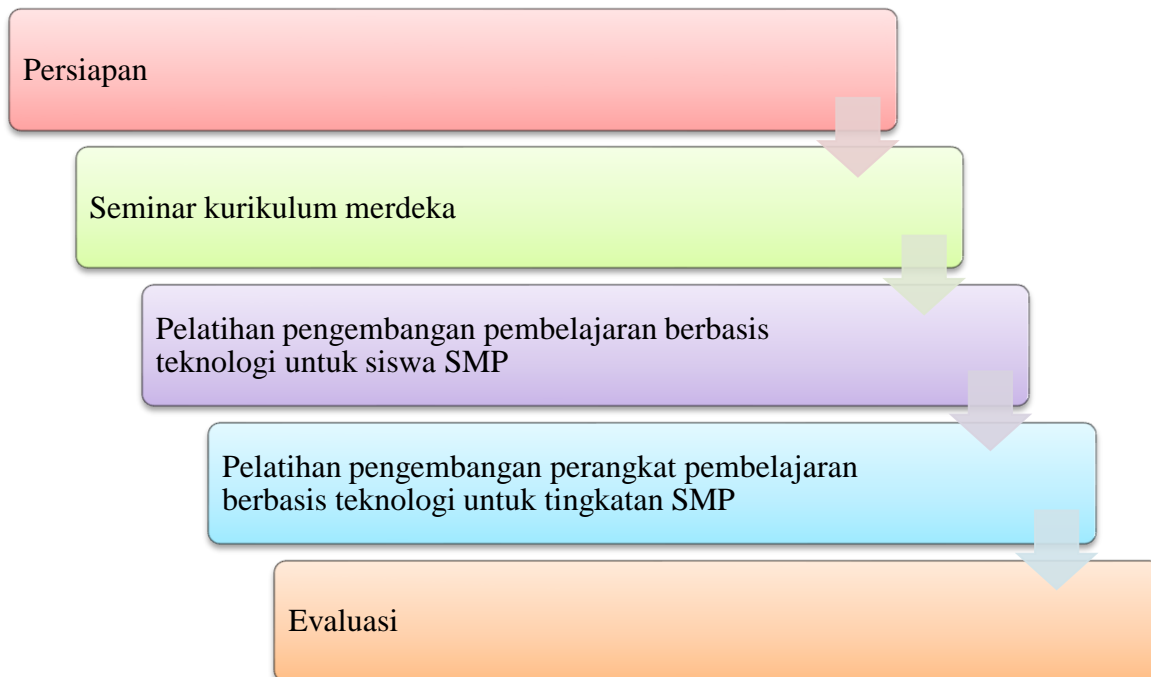 Persiapan
Seminar kurikulum merdeka
Pelatihan pengembangan pembelajaran berbasis
teknologi untuk siswa SMP
Pelatihan pengembangan perangkat pembelajaran
berbasis teknologi untuk tingkatan SMP
Evaluasi